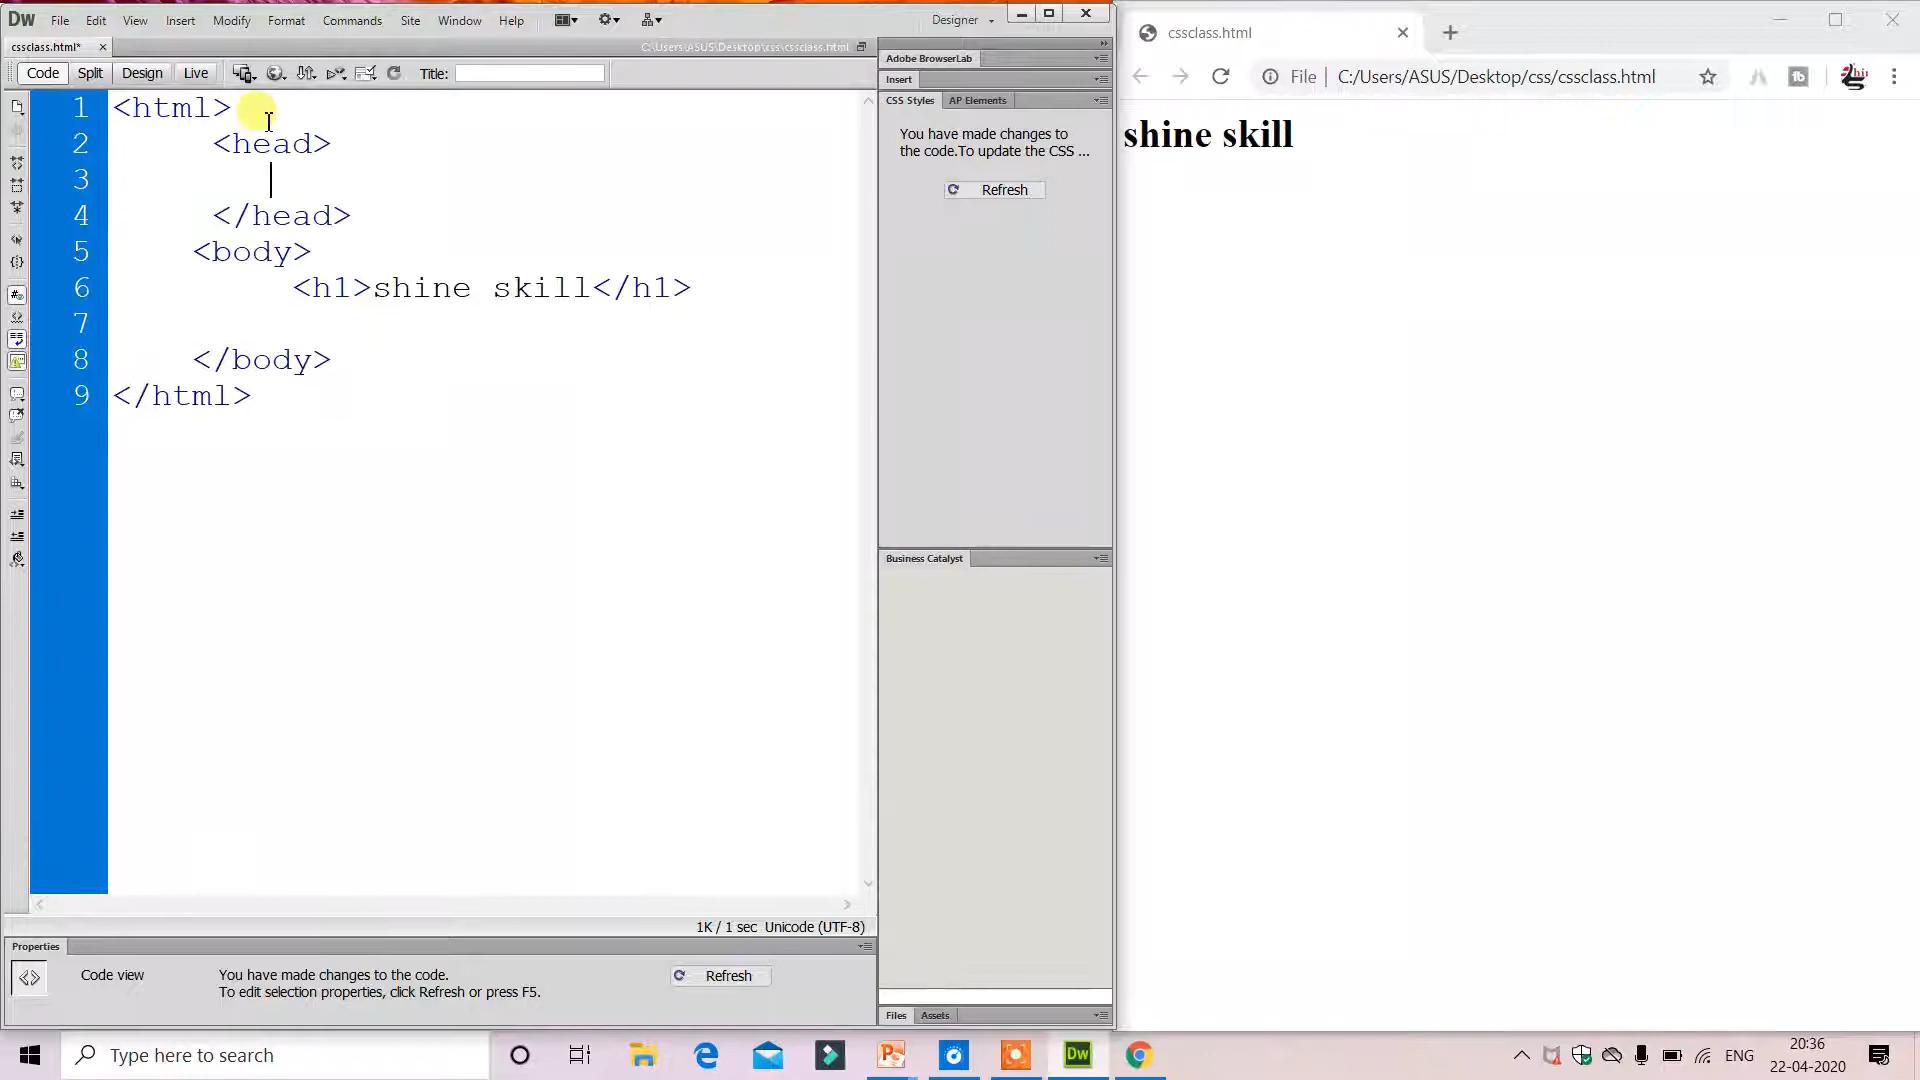 Dw File Edit View Insert Modify Format Commands Site Window Help Designer
cssclass.html* C:\Users\ASUS\Desktop\css\cssclass.html
Code Split Design Live Title:
1 <html>
2 <head>
3
4 </head>
5 <body>
6 <h1>shine skill</h1>
7
8 </body>
9 </html>
1K / 1 sec Unicode (UTF-8)
Properties
Code view
You have made changes to the code.
To edit selection properties, click Refresh or press F5.
Refresh
Adobe BrowserLab
Insert
CSS Styles AP Elements
You have made changes to
the code.To update the CSS ...
Refresh
Business Catalyst
Files Assets
cssclass.html
File C:/Users/ASUS/Desktop/css/cssclass.html
shine skill
Type here to search
Dw
ENG
20:36
22-04-2020